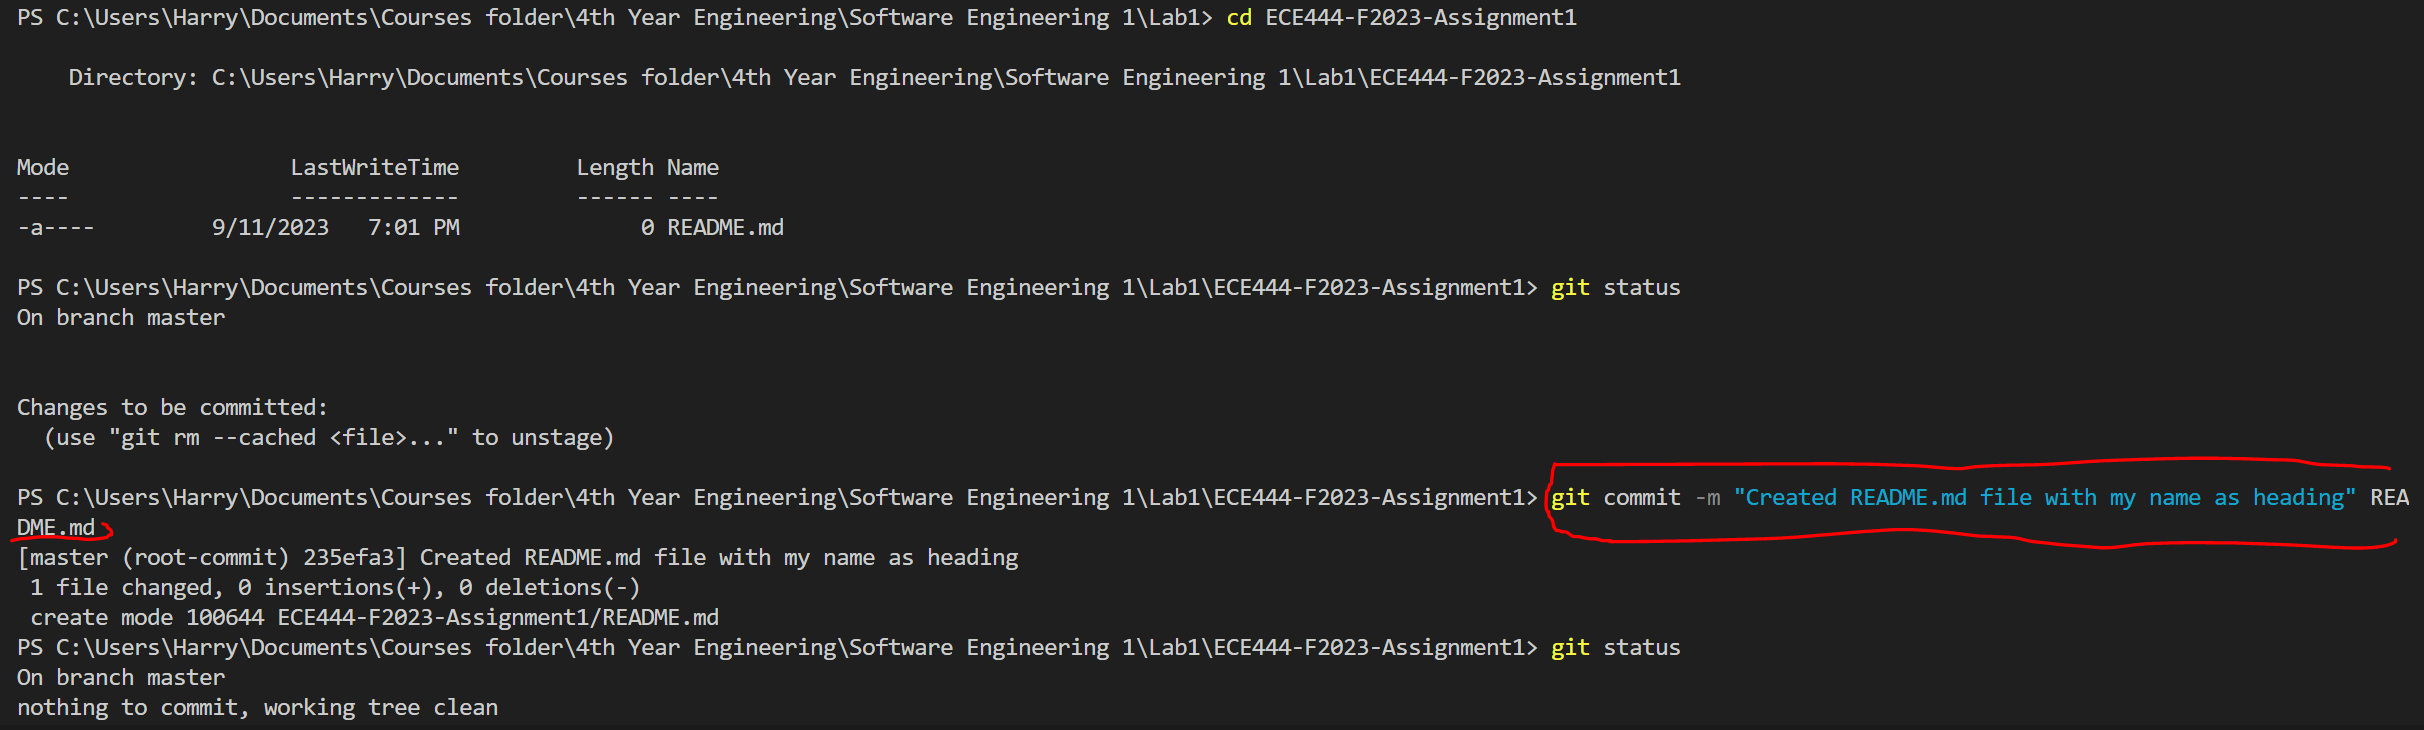 PS C:\Users\Harry\Documents\Courses folder\4th Year Engineering\Software Engineering 1\Lab1> cd ECE444-F2023-Assignment1
    Directory: C:\Users\Harry\Documents\Courses folder\4th Year Engineering\Software Engineering 1\Lab1\ECE444-F2023-Assignment1
Mode                 LastWriteTime         Length Name
----                 -------------         ------ ----
-a----         9/11/2023   7:01 PM              0 README.md
PS C:\Users\Harry\Documents\Courses folder\4th Year Engineering\Software Engineering 1\Lab1\ECE444-F2023-Assignment1> git status
On branch master
Changes to be committed:
  (use "git rm --cached <file>..." to unstage)
PS C:\Users\Harry\Documents\Courses folder\4th Year Engineering\Software Engineering 1\Lab1\ECE444-F2023-Assignment1> git commit -m "Created README.md file with my name as heading" REA
DME.md
[master (root-commit) 235efa3] Created README.md file with my name as heading
 1 file changed, 0 insertions(+), 0 deletions(-)
 create mode 100644 ECE444-F2023-Assignment1/README.md
PS C:\Users\Harry\Documents\Courses folder\4th Year Engineering\Software Engineering 1\Lab1\ECE444-F2023-Assignment1> git status
On branch master
nothing to commit, working tree clean